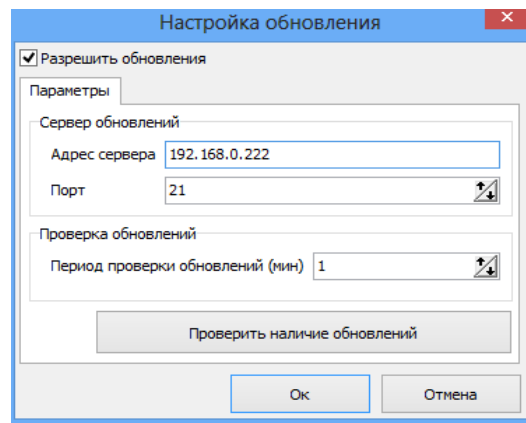 Настройка обновления
Разрешить обновления
Параметры
Сервер обновлений
Адрес сервера 192.168.0.222
Порт 21
Проверка обновлений
Период проверки обновлений (мин) 1
Проверить наличие обновлений
Ок Отмена